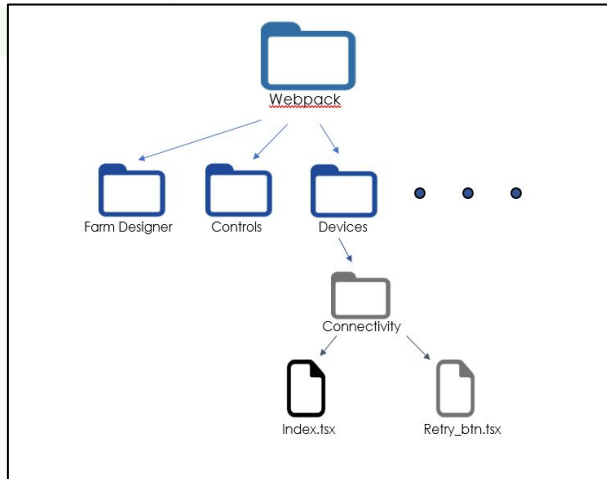 Webpack
Farm Designer
Controls
Devices
Connectivity
Index.tsx
Retry_btn.tsx